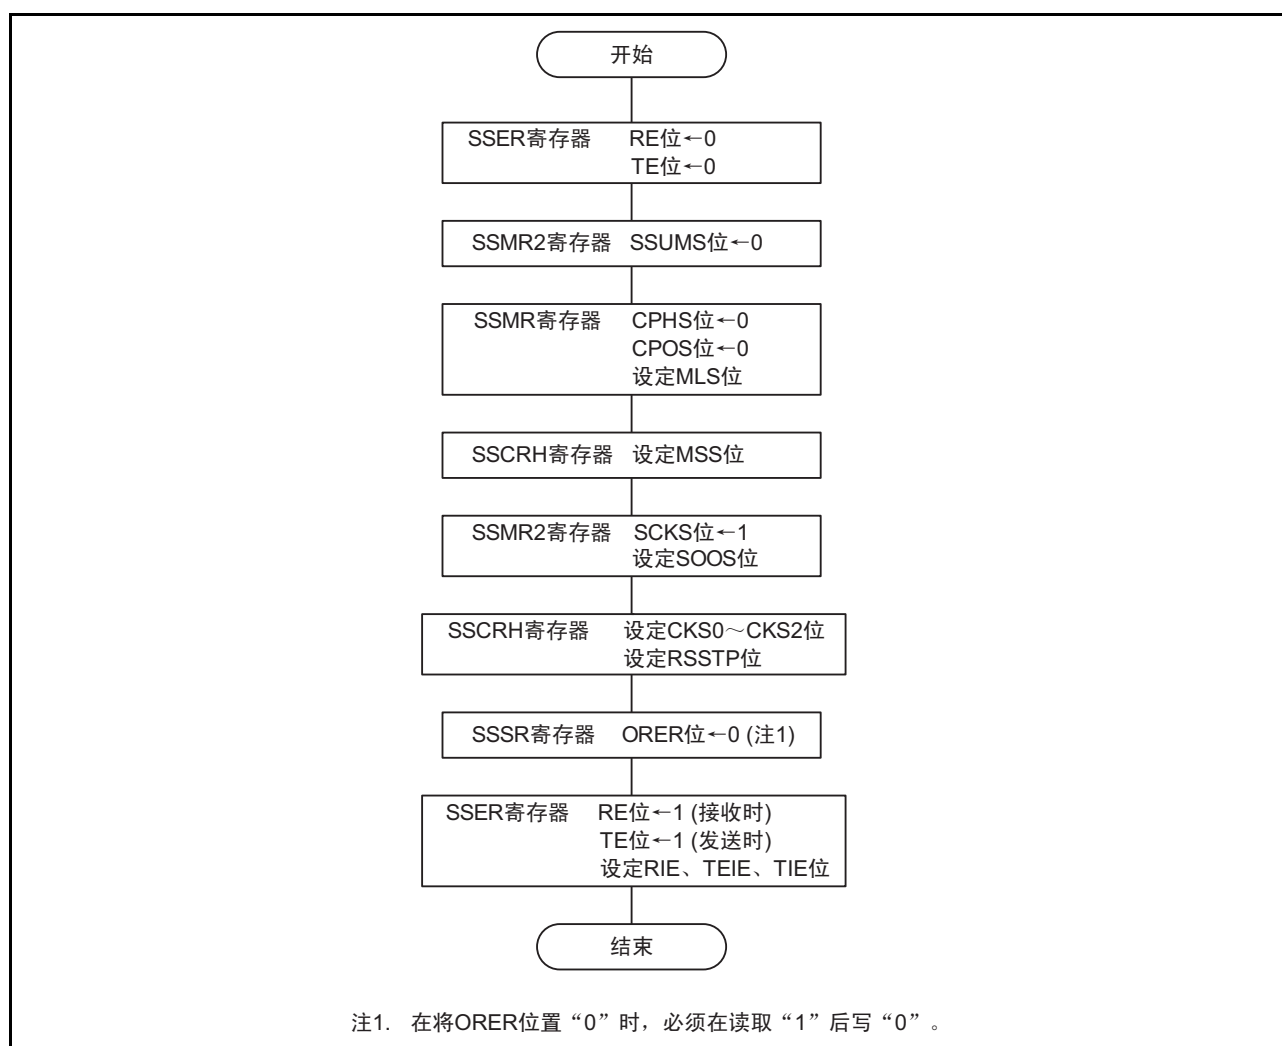 开始
SSER寄存器 RE位←0
TE位←0
SSMR2寄存器 SSUMS位←0
SSMR寄存器 CPHS位←0
CPOS位←0
设定MLS位
SSCRH寄存器 设定MSS位
SSMR2寄存器 SCKS位←1
设定SOOS位
SSCRH寄存器 设定CKS0～CKS2位
设定RSSTP位
SSSR寄存器 ORER位←0 (注1)
SSER寄存器 RE位←1 (接收时)
TE位←1 (发送时)
设定RIE、TEIE、TIE位
结束
注1. 在将ORER位置“0”时，必须在读取“1”后写“0”。